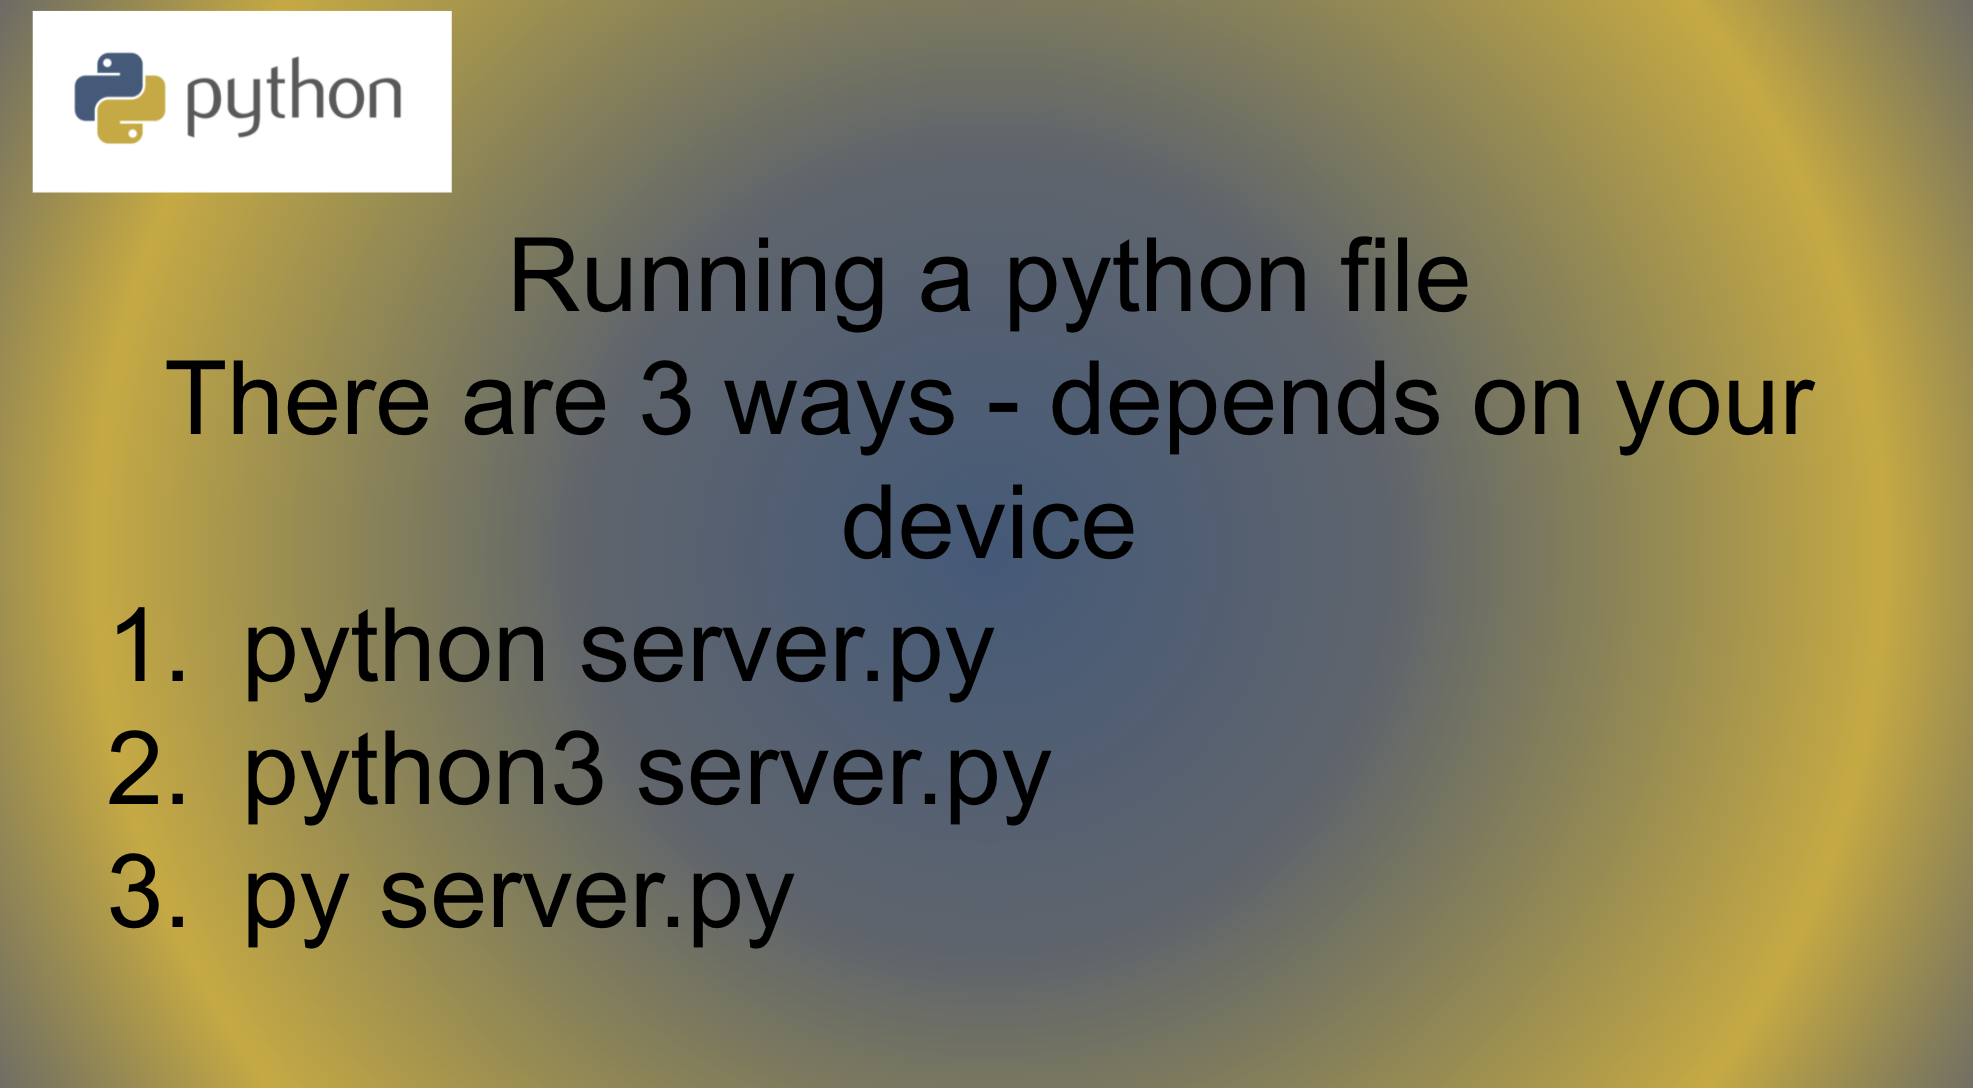 python
Running a python file
There are 3 ways - depends on your
device
1. python server.py
2. python3 server.py
3. py server.py